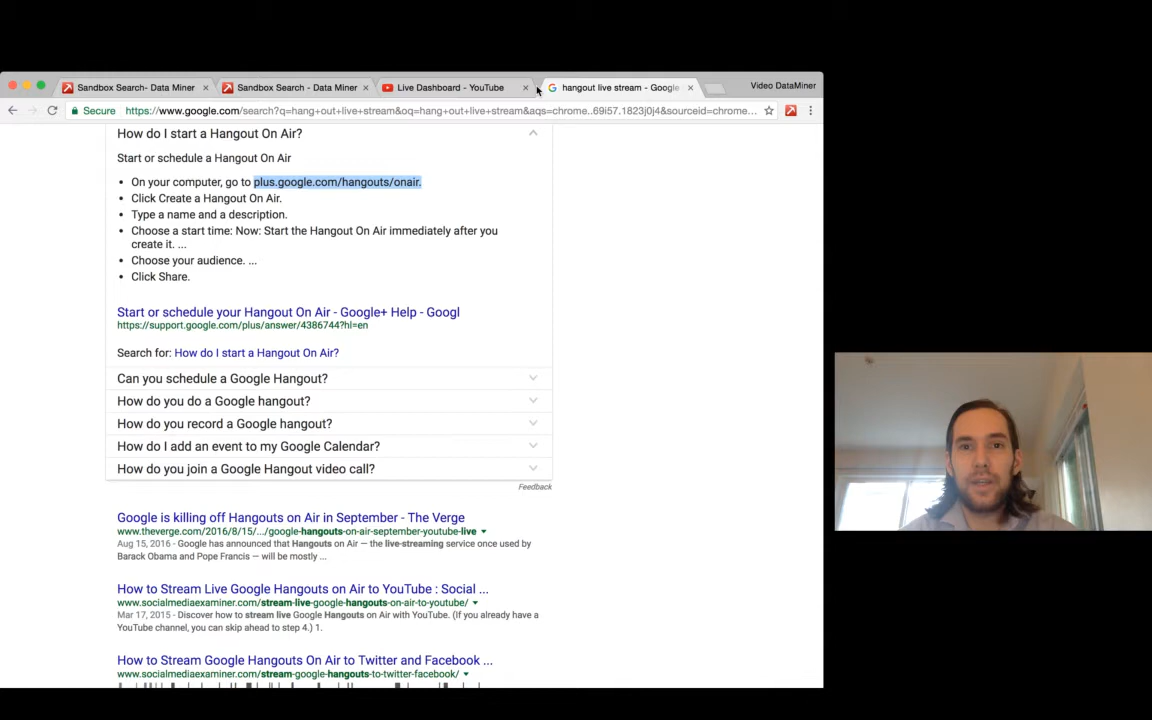 Sandbox Search- Data Miner
Sandbox Search - Data Miner
Live Dashboard - YouTube
hangout live stream - Google
Video DataMiner
Secure
https://www.google.com/search?q=hang+out+live+stream&oq=hang+out+live+stream&aqs=chrome..69i57.1823j0j4&sourceid=chrome...
How do I start a Hangout On Air?
Start or schedule a Hangout On Air
• On your computer, go to plus.google.com/hangouts/onair.
• Click Create a Hangout On Air.
• Type a name and a description.
• Choose a start time: Now: Start the Hangout On Air immediately after you
create it. ...
• Choose your audience. ...
• Click Share.
Start or schedule your Hangout On Air - Google+ Help - Googl
https://support.google.com/plus/answer/4386744?hl=en
Search for: How do I start a Hangout On Air?
Can you schedule a Google Hangout?
How do you do a Google hangout?
How do you record a Google hangout?
How do I add an event to my Google Calendar?
How do you join a Google Hangout video call?
Feedback
Google is killing off Hangouts on Air in September - The Verge
www.theverge.com/2016/8/15/.../google-hangouts-on-air-september-youtube-live
Aug 15, 2016 - Google has announced that Hangouts on Air — the live-streaming service once used by
Barack Obama and Pope Francis — will be mostly ...
How to Stream Live Google Hangouts on Air to YouTube : Social ...
www.socialmediaexaminer.com/stream-live-google-hangouts-on-air-to-youtube/
Mar 17, 2015 - Discover how to stream live Google Hangouts on Air with YouTube. (If you already have a
YouTube channel, you can skip ahead to step 4.) 1.
How to Stream Google Hangouts On Air to Twitter and Facebook ...
www.socialmediaexaminer.com/stream-google-hangouts-to-twitter-facebook/